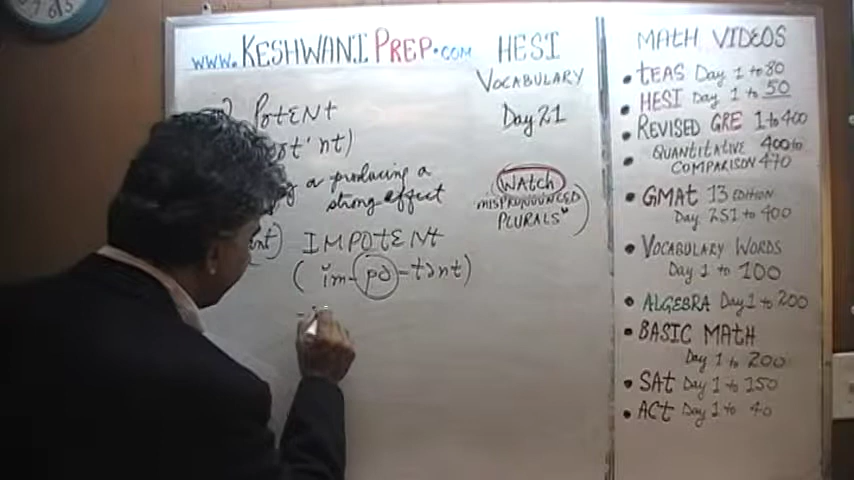 www.KESHWANIPREP.com
HESI
VOCABULARY
Day 21
POTENT
a producing a
strong effect
IMPOTENT
(ĭm-pə-tənt)
WATCH
MISPRONOUNCED
PLURALS"
MATH VIDEOS
• TEAS Day 1 to 80
• HESI Day 1 to 50
• REVISED GRE 1 to 400
• QUANTITATIVE 400 to
COMPARISON 470
• GMAT 13 EDITION
Day 251 to 400
• VOCABULARY WORDS
Day 1 to 100
• ALGEBRA Day 1 to 200
• BASIC MATH
Day 1 to 200
• SAT Day 1 to 150
• ACT Day 1 to 40